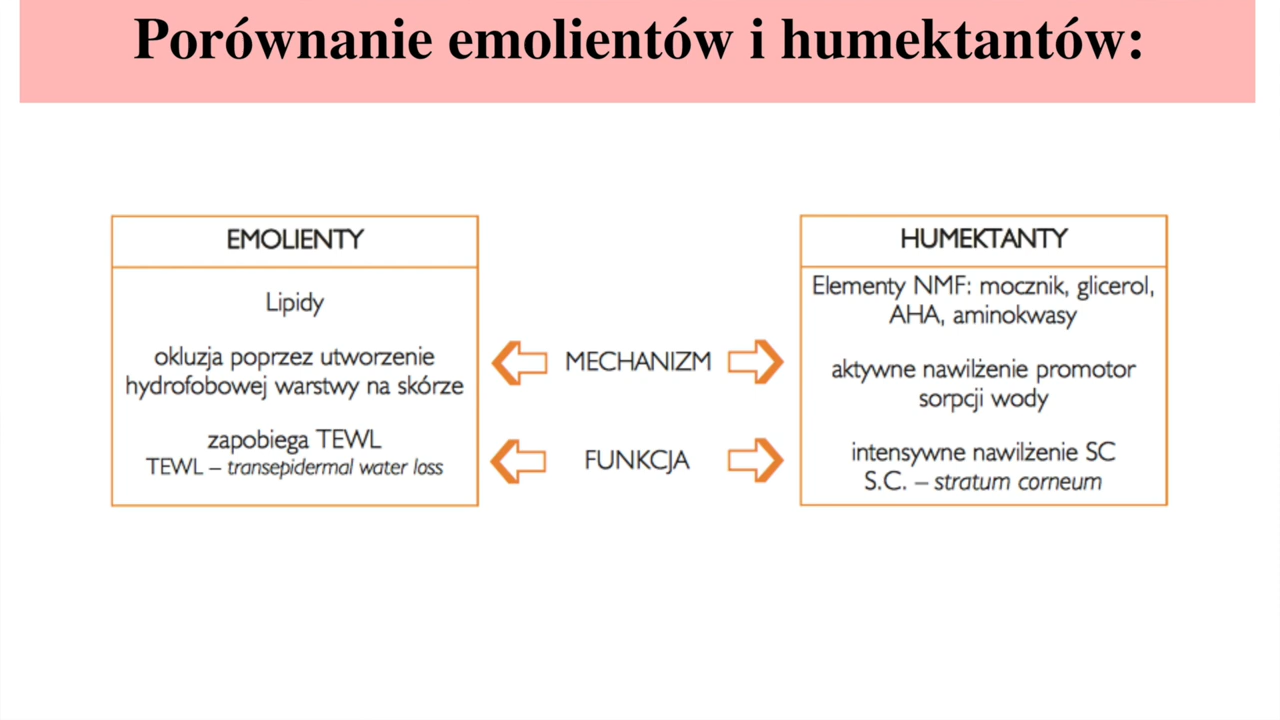 Porównanie emolientów i humektantów:
EMOLIENTY
Lipidy
okluzja poprzez utworzenie
hydrofobowej warstwy na skórze
zapobiega TEWL
TEWL – transepidermal water loss
MECHANIZM
FUNKCJA
HUMEKTANTY
Elementy NMF: mocznik, glicerol,
AHA, aminokwasy
aktywne nawilżenie promotor
sorpcji wody
intensywne nawilżenie SC
S.C. – stratum corneum